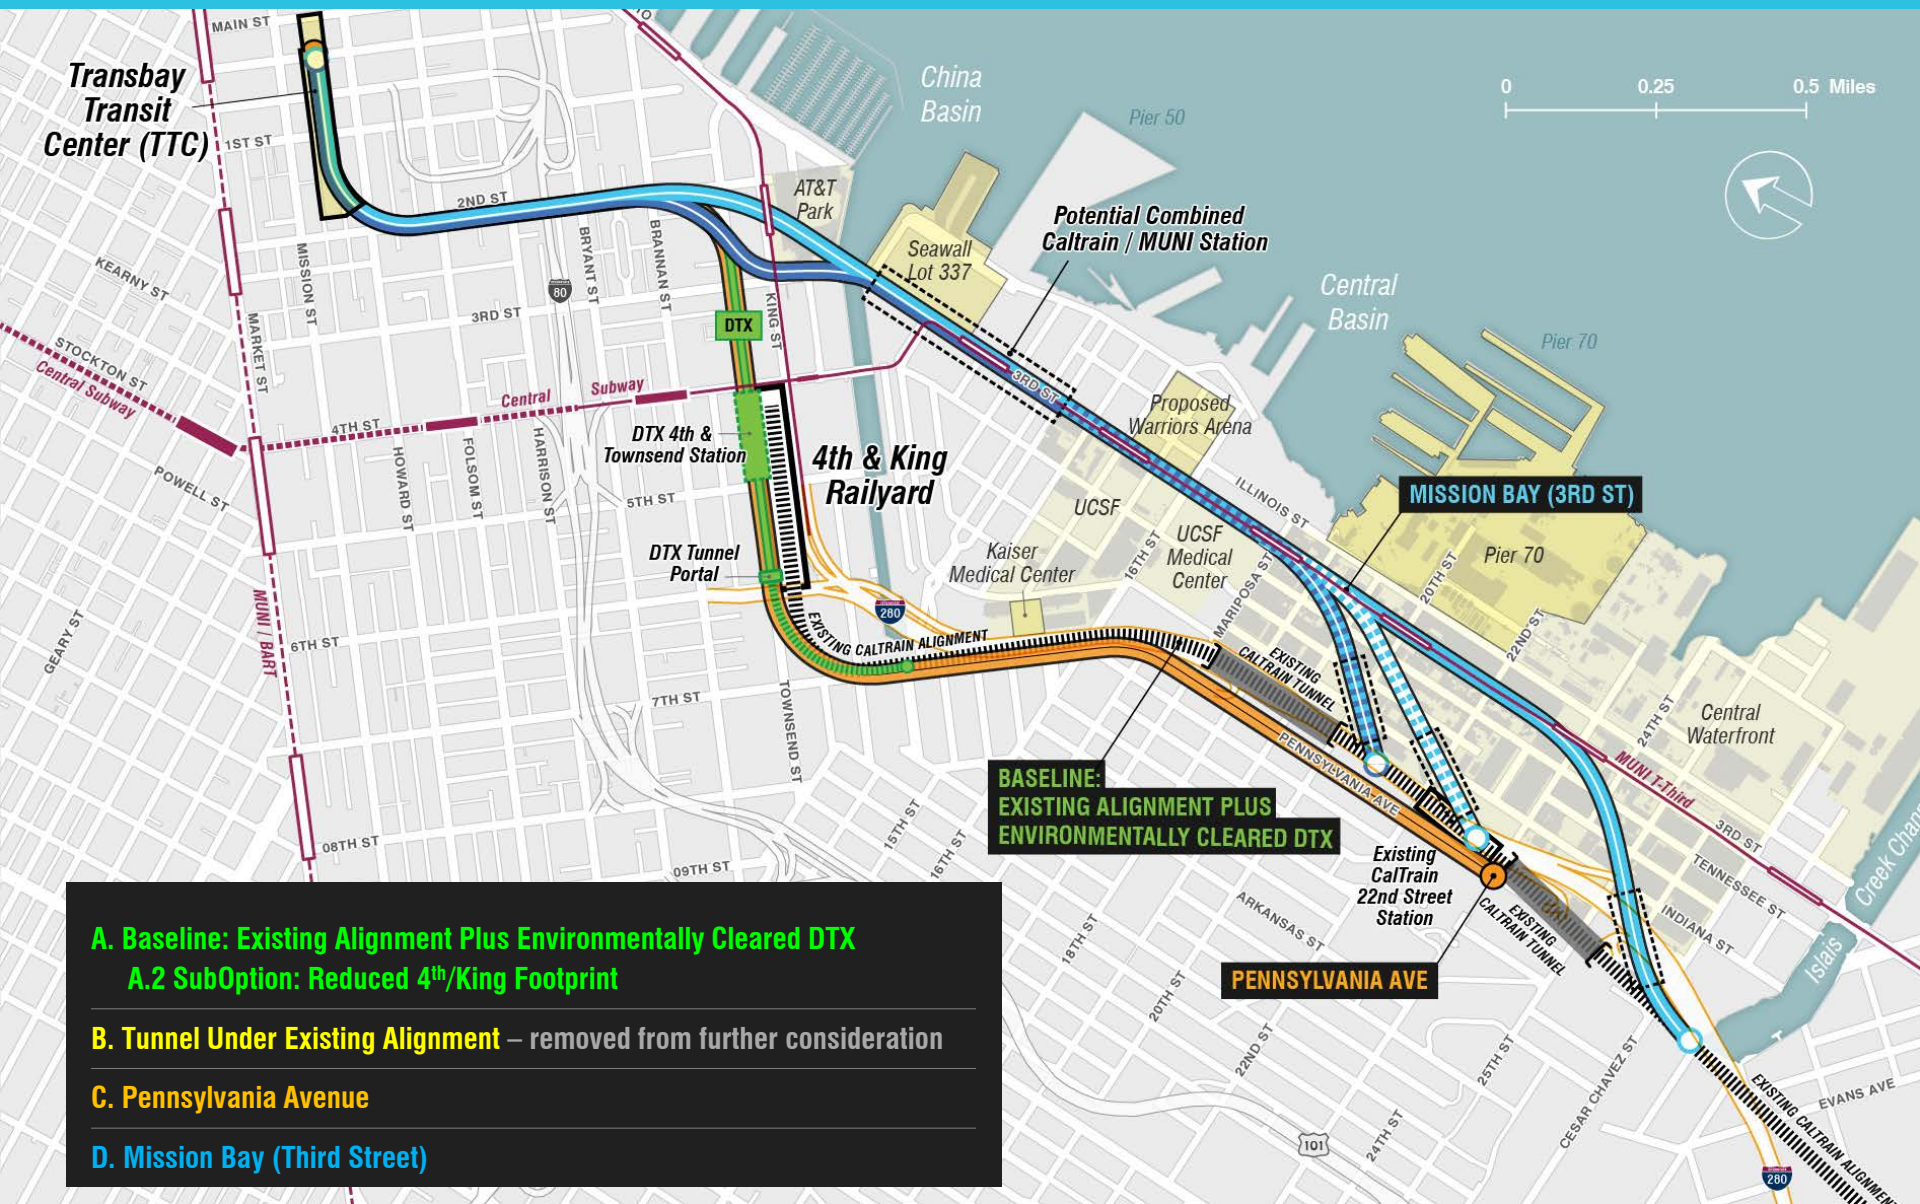 MAIN ST
Transbay
Transit
Center (TTC)
1ST ST
2ND ST
KEARNY ST
MISSION ST
3RD ST
80
BRYANT ST
BRANNAN ST
KING ST
STOCKTON ST
Central Subway
MARKET ST
4TH ST
Central
Subway
POWELL ST
HOWARD ST
FOLSOM ST
HARRISON ST
5TH ST
DTX
DTX 4th &
Townsend Station
4th & King
Railyard
DTX Tunnel
Portal
GEARY ST
MUNI / BART
6TH ST
7TH ST
TOWNSEND ST
08TH ST
09TH ST
AT&T
Park
China
Basin
Pier 50
Seawall
Lot 337
Potential Combined
Caltrain / MUNI Station
0
0.25
0.5 Miles
Central
Basin
Pier 70
3RD ST
Proposed
Warriors Arena
MISSION BAY (3RD ST)
ILLINOIS ST
UCSF
UCSF
Medical
Center
16TH ST
Kaiser
Medical Center
MARIPOSA ST
Pier 70
20TH ST
22ND ST
280
EXISTING CALTRAIN ALIGNMENT
EXISTING
CALTRAIN TUNNEL
24TH ST
Central
Waterfront
PENNSYLVANIA AVE
MUNI T-Third
3RD ST
BASELINE:
EXISTING ALIGNMENT PLUS
ENVIRONMENTALLY CLEARED DTX
15TH ST
16TH ST
Existing
CalTrain
22nd Street
Station
TENNESSEE ST
Creek Chan
INDIANA ST
Islais
ARKANSAS ST
18TH ST
EXISTING
CALTRAIN TUNNEL
PENNSYLVANIA AVE
20TH ST
22ND ST
25TH ST
CESAR CHAVEZ ST
24TH ST
101
EVANS AVE
EXISTING CALTRAIN ALIGNMENT
280
A. Baseline: Existing Alignment Plus Environmentally Cleared DTX
A.2 SubOption: Reduced 4th/King Footprint
B. Tunnel Under Existing Alignment – removed from further consideration
C. Pennsylvania Avenue
D. Mission Bay (Third Street)